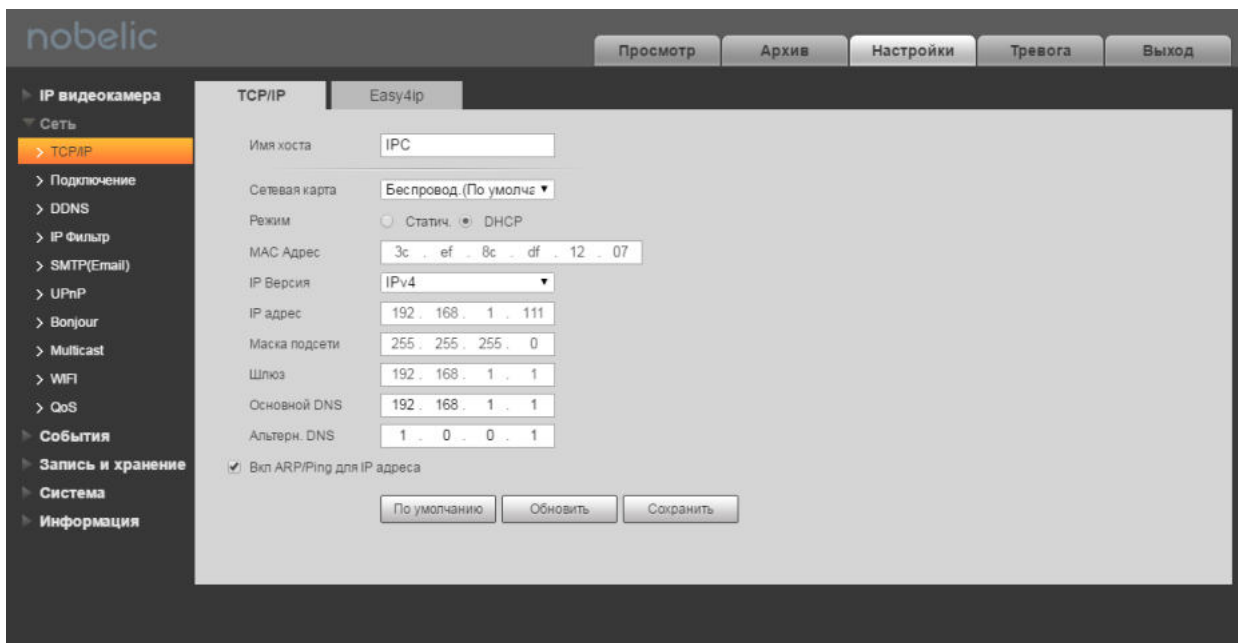 nobelic
Просмотр Архив Настройки Тревога Выход
IP видеокамера
Сеть
TCP/IP
Подключение
DDNS
IP Фильтр
SMTP(Email)
UPnP
Bonjour
Multicast
WIFI
QoS
События
Запись и хранение
Система
Информация
TCP/IP Easy4ip
Имя хоста IPC
Сетевая карта Беспровод.(По умолча
Режим Статич. DHCP
MAC Адрес 3c . ef . 8c . df . 12 . 07
IP Версия IPv4
IP адрес 192 . 168 . 1 . 111
Маска подсети 255 . 255 . 255 . 0
Шлюз 192 . 168 . 1 . 1
Основной DNS 192 . 168 . 1 . 1
Альтерн. DNS 1 . 0 . 0 . 1
Вкл ARP/Ping для IP адреса
По умолчанию Обновить Сохранить